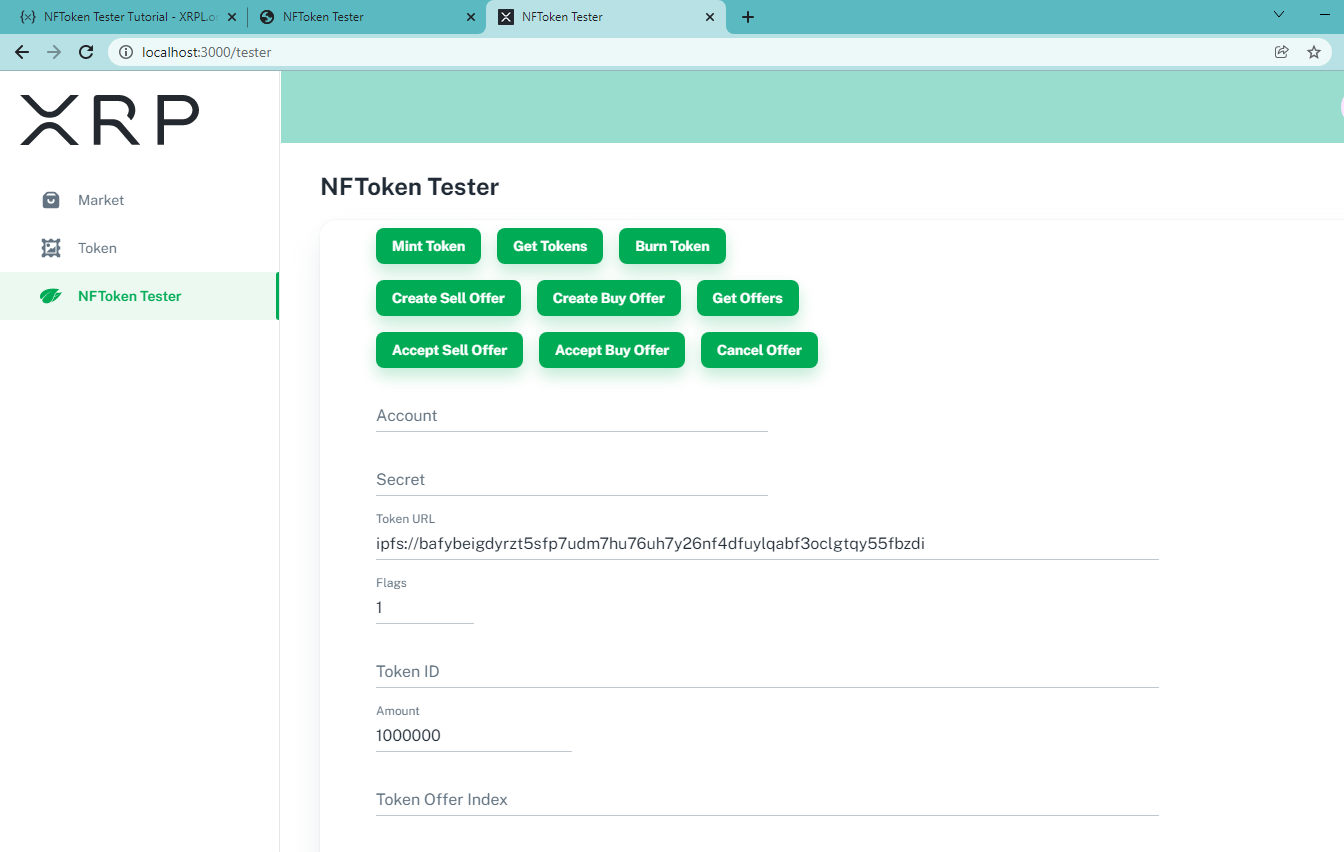 NFToken Tester Tutorial - XRPL.or
NFToken Tester
NFToken Tester
localhost:3000/tester
XRP
Market
Token
NFToken Tester
NFToken Tester
Mint Token Get Tokens Burn Token
Create Sell Offer Create Buy Offer Get Offers
Accept Sell Offer Accept Buy Offer Cancel Offer
Account
Secret
Token URL
ipfs://bafybeigdyrzt5sfp7udm7hu76uh7y26nf4dfuylqabf3oclgtqy55fbzdi
Flags
1
Token ID
Amount
1000000
Token Offer Index